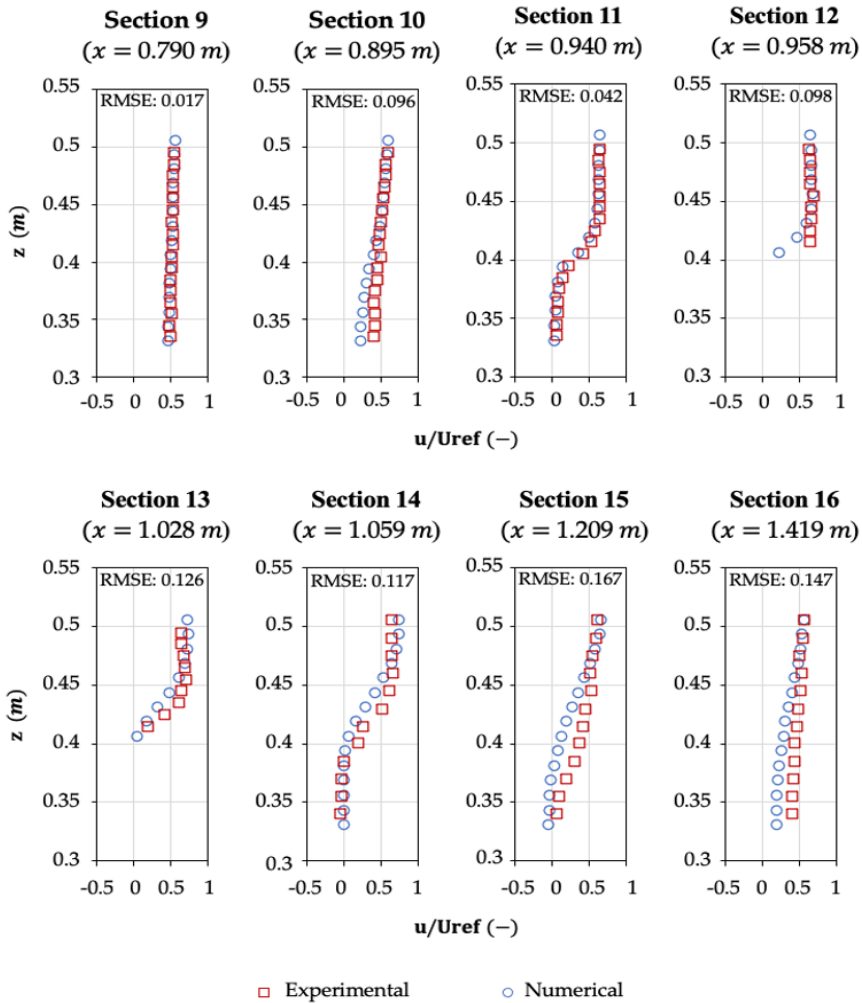 Section 9 Section 10 Section 11 Section 12
(x = 0.790 m) (x = 0.895 m) (x = 0.940 m) (x = 0.958 m)
0.55 0.55 0.55 0.55
RMSE: 0.017 RMSE: 0.096 RMSE: 0.042 RMSE: 0.098
0.5 0.5 0.5 0.5
0.45 0.45 0.45 0.45
z (m)
0.4 0.4 0.4 0.4
0.35 0.35 0.35 0.35
0.3 0.3 0.3 0.3
-0.5 0 0.5 1 -0.5 0 0.5 1 -0.5 0 0.5 1 -0.5 0 0.5 1
u/Uref (−)
Section 13 Section 14 Section 15 Section 16
(x = 1.028 m) (x = 1.059 m) (x = 1.209 m) (x = 1.419 m)
0.55 0.55 0.55 0.55
RMSE: 0.126 RMSE: 0.117 RMSE: 0.167 RMSE: 0.147
0.5 0.5 0.5 0.5
0.45 0.45 0.45 0.45
z (m)
0.4 0.4 0.4 0.4
0.35 0.35 0.35 0.35
0.3 0.3 0.3 0.3
-0.5 0 0.5 1 -0.5 0 0.5 1 -0.5 0 0.5 1 -0.5 0 0.5 1
u/Uref (−)
Experimental Numerical